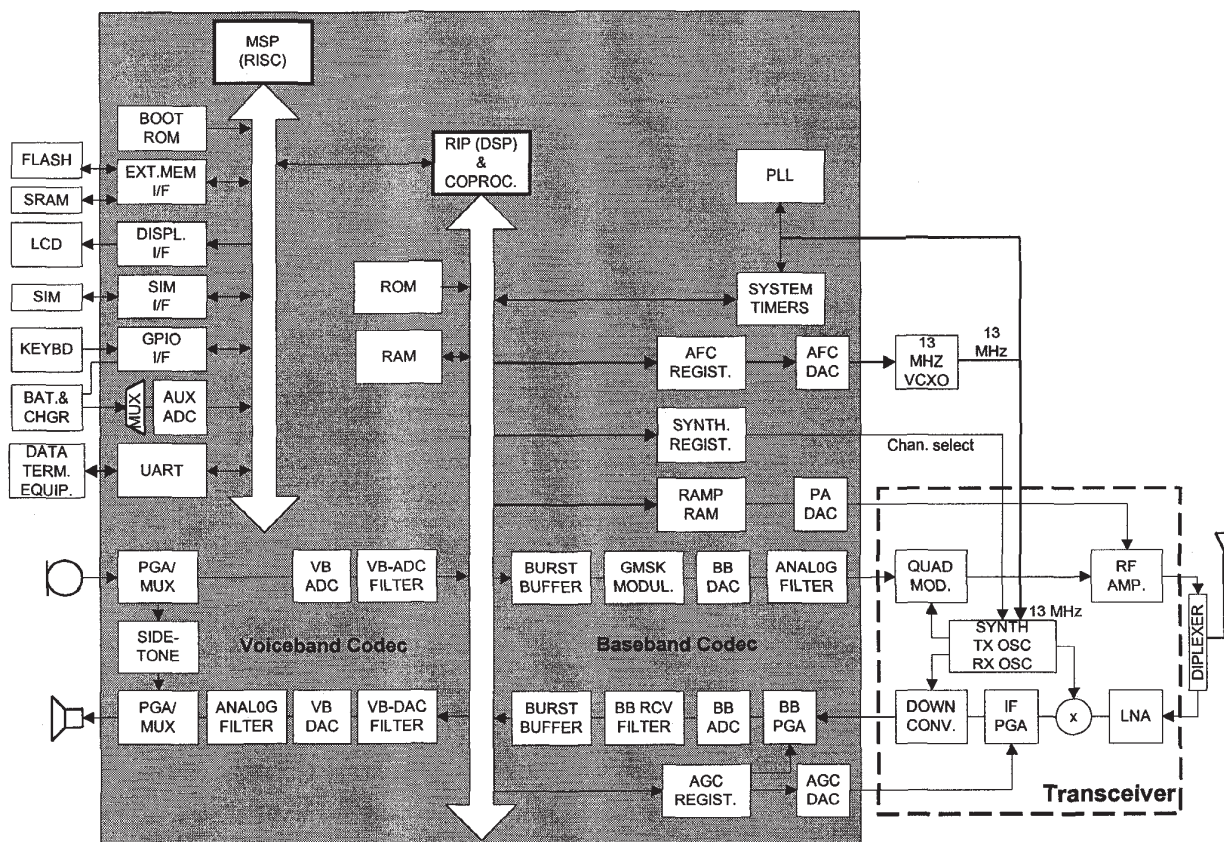 MSP
(RISC)
BOOT
ROM
FLASH
EXT.MEM
I/F
SRAM
LCD
DISPL.
I/F
SIM
SIM
I/F
KEYBD
GPIO
I/F
BAT.&
CHGR
MUX
AUX
ADC
DATA
TERM.
EQUIP.
UART
RIP (DSP)
&
COPROC.
ROM
RAM
PLL
SYSTEM
TIMERS
AFC
REGIST.
AFC
DAC
13
MHZ
VCXO
13
MHz
SYNTH.
REGIST.
Chan. select
RAMP
RAM
PA
DAC
PGA/
MUX
VB
ADC
VB-ADC
FILTER
BURST
BUFFER
GMSK
MODUL.
BB
DAC
ANAL0G
FILTER
QUAD
MOD.
RF
AMP.
SIDE-
TONE
Voiceband Codec
Baseband Codec
13 MHz
SYNTH
TX OSC
RX OSC
DIPLEXER
PGA/
MUX
ANAL0G
FILTER
VB
DAC
VB-DAC
FILTER
BURST
BUFFER
BB RCV
FILTER
BB
ADC
BB
PGA
DOWN
CONV.
IF
PGA
x
LNA
AGC
REGIST.
AGC
DAC
Transceiver